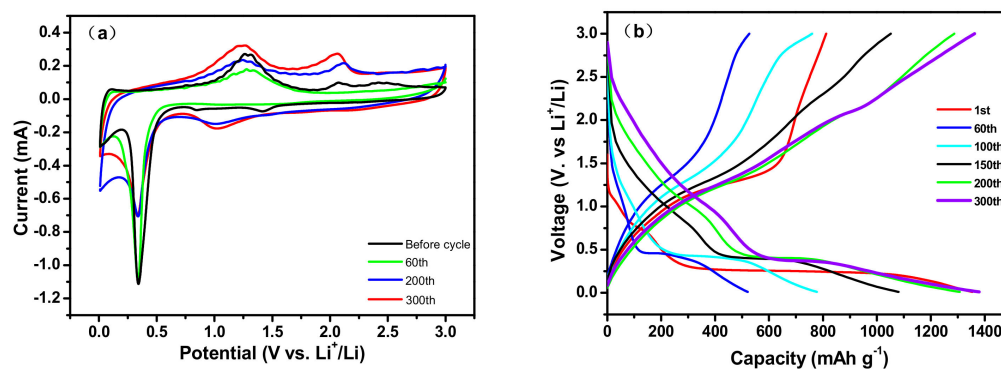 （a）
0.4
0.2
0.0
-0.2
-0.4
-0.6
-0.8
-1.0
-1.2
Current (mA)
0.0 0.5 1.0 1.5 2.0 2.5 3.0
Potential (V vs. Li⁺/Li)
Before cycle
60th
200th
300th
（b）
3.0
2.5
2.0
1.5
1.0
0.5
0.0
Voltage (V. vs Li⁺/Li)
0 200 400 600 800 1000 1200 1400
Capacity (mAh g⁻¹)
1st
60th
100th
150th
200th
300th